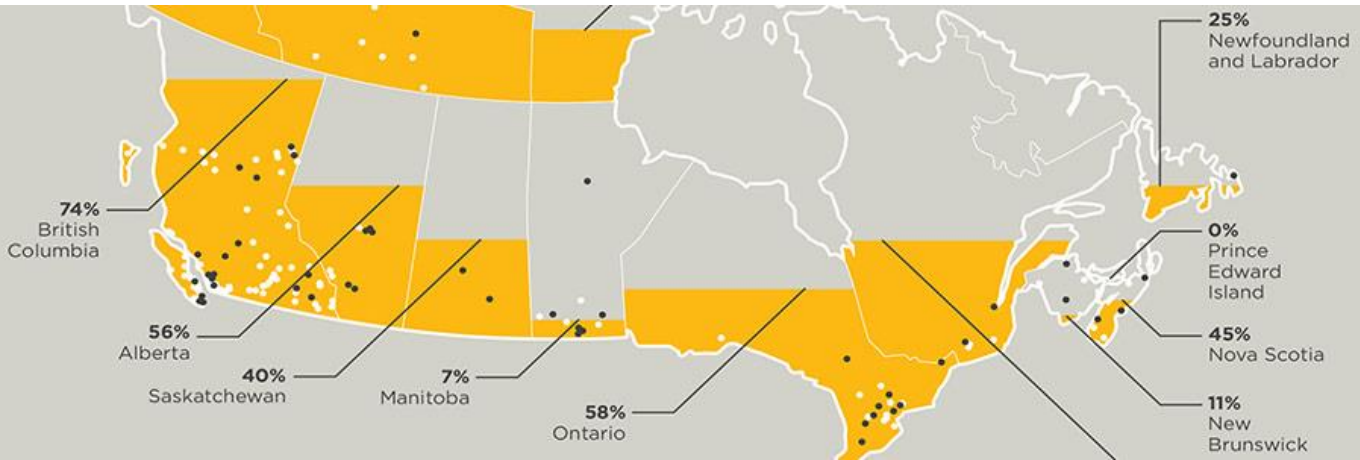 25%
Newfoundland
and Labrador
74%
British
Columbia
0%
Prince
Edward
Island
56%
Alberta
45%
Nova Scotia
40%
Saskatchewan
7%
Manitoba
58%
Ontario
11%
New
Brunswick